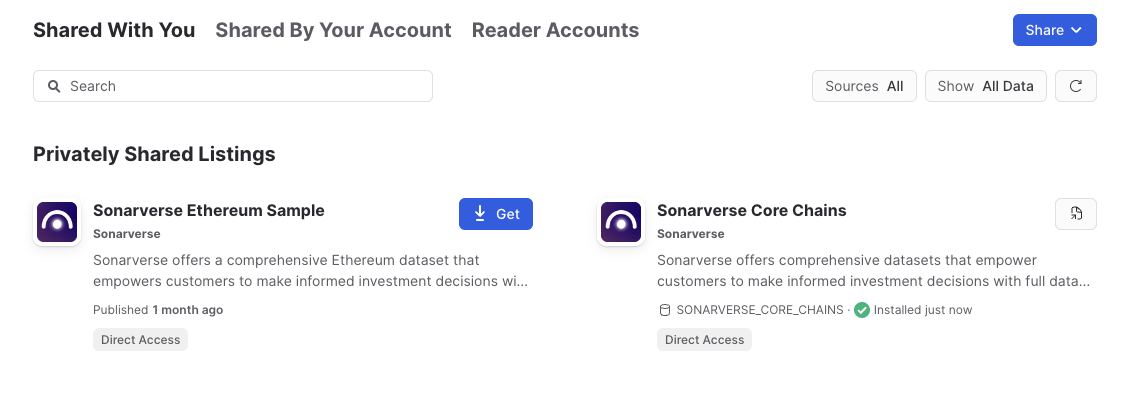 Shared With You Shared By Your Account Reader Accounts Share
Search Sources All Show All Data
Privately Shared Listings
Sonarverse Ethereum Sample
Get
Sonarverse
Sonarverse offers a comprehensive Ethereum dataset that
empowers customers to make informed investment decisions wi...
Published 1 month ago
Direct Access
Sonarverse Core Chains
Sonarverse
Sonarverse offers comprehensive datasets that empower
customers to make informed investment decisions with full data...
SONARVERSE_CORE_CHAINS · Installed just now
Direct Access